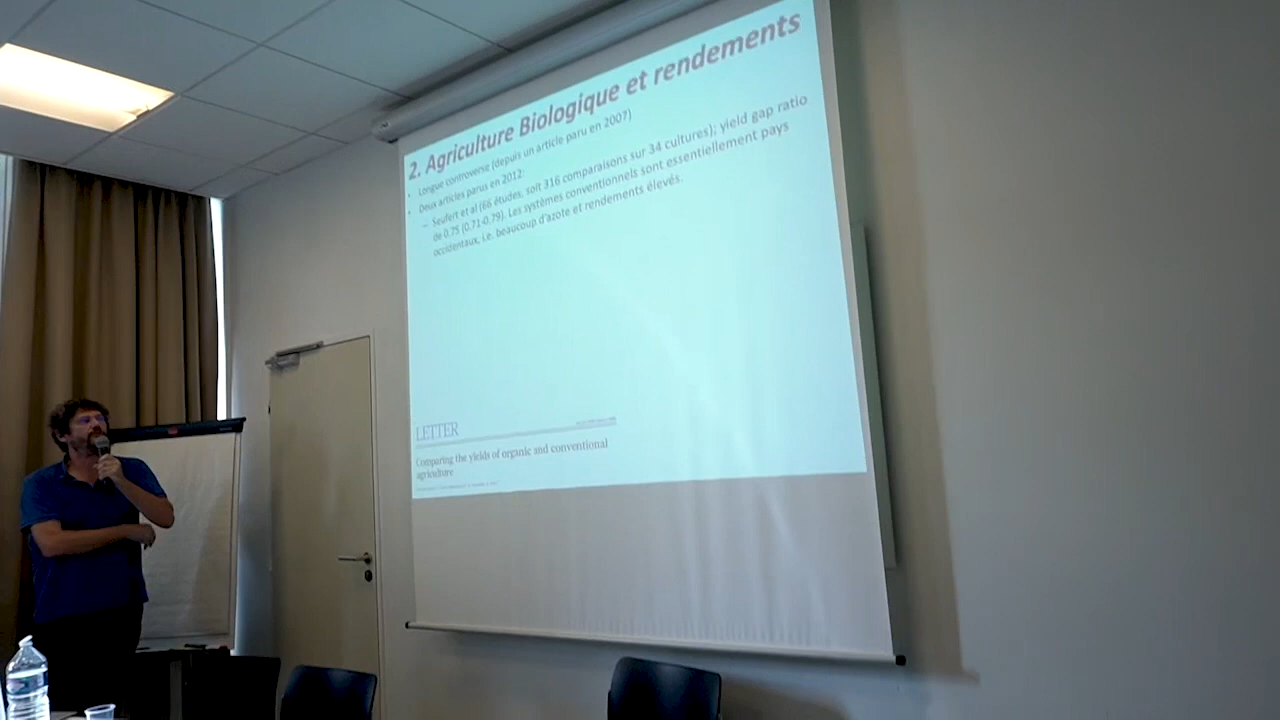 2. Agriculture Biologique et rendements
• Longue controverse (depuis un article paru en 2007)
• Deux articles parus en 2012:
– Seufert et al (66 études, soit 316 comparaisons sur 34 cultures); yield gap ratio
de 0.75 (0.71-0.79). Les systèmes conventionnels sont essentiellement pays
occidentaux, i.e. beaucoup d'azote et rendements élevés.
LETTER
Comparing the yields of organic and conventional
agriculture